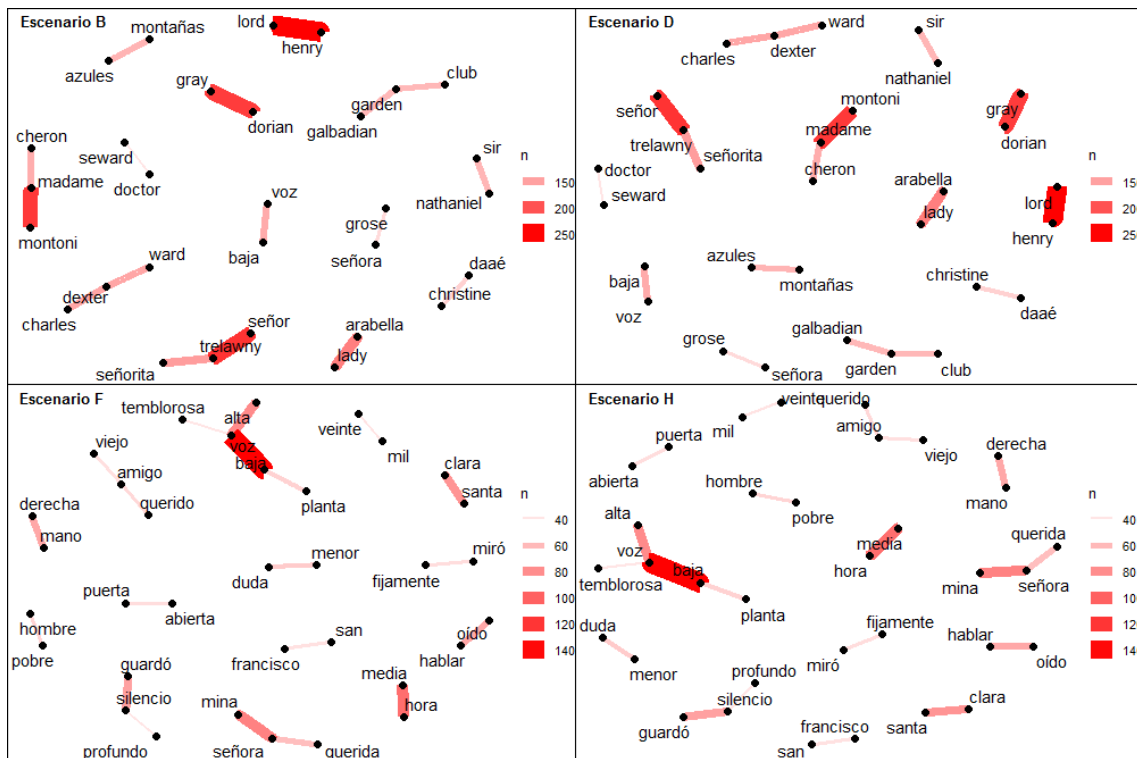 Escenario B
lord
montañas
henry
azules
gray
club
garden
dorian
galbadian
cheron
seward
sir
madame
doctor
voz
nathaniel
grose
montoni
baja
señora
ward
daaé
dexter
christine
charles
señor
arabella
trelawny
lady
señorita
n
150
200
250
Escenario D
ward
sir
dexter
charles
nathaniel
montoni
señor
gray
madame
trelawny
dorian
señorita
doctor
cheron
arabella
seward
lord
lady
henry
azules
baja
christine
montañas
voz
daaé
galbadian
grose
garden
club
señora
n
150
200
250
Escenario F
temblorosa
alta
veinte
viejo
voz
mil
baja
amigo
clara
querido
santa
planta
derecha
mano
menor
miró
duda
fijamente
puerta
abierta
hombre
san
oído
pobre
francisco
hablar
guardó
media
silencio
mina
hora
profundo
señora
querida
n
40
60
80
100
120
140
Escenario H
veinte
querido
mil
amigo
puerta
viejo
derecha
abierta
hombre
mano
pobre
alta
media
querida
voz
hora
baja
temblorosa
mina
señora
planta
duda
fijamente
hablar
miró
oído
menor
profundo
silencio
clara
guardó
francisco
santa
san
n
40
60
80
100
120
140